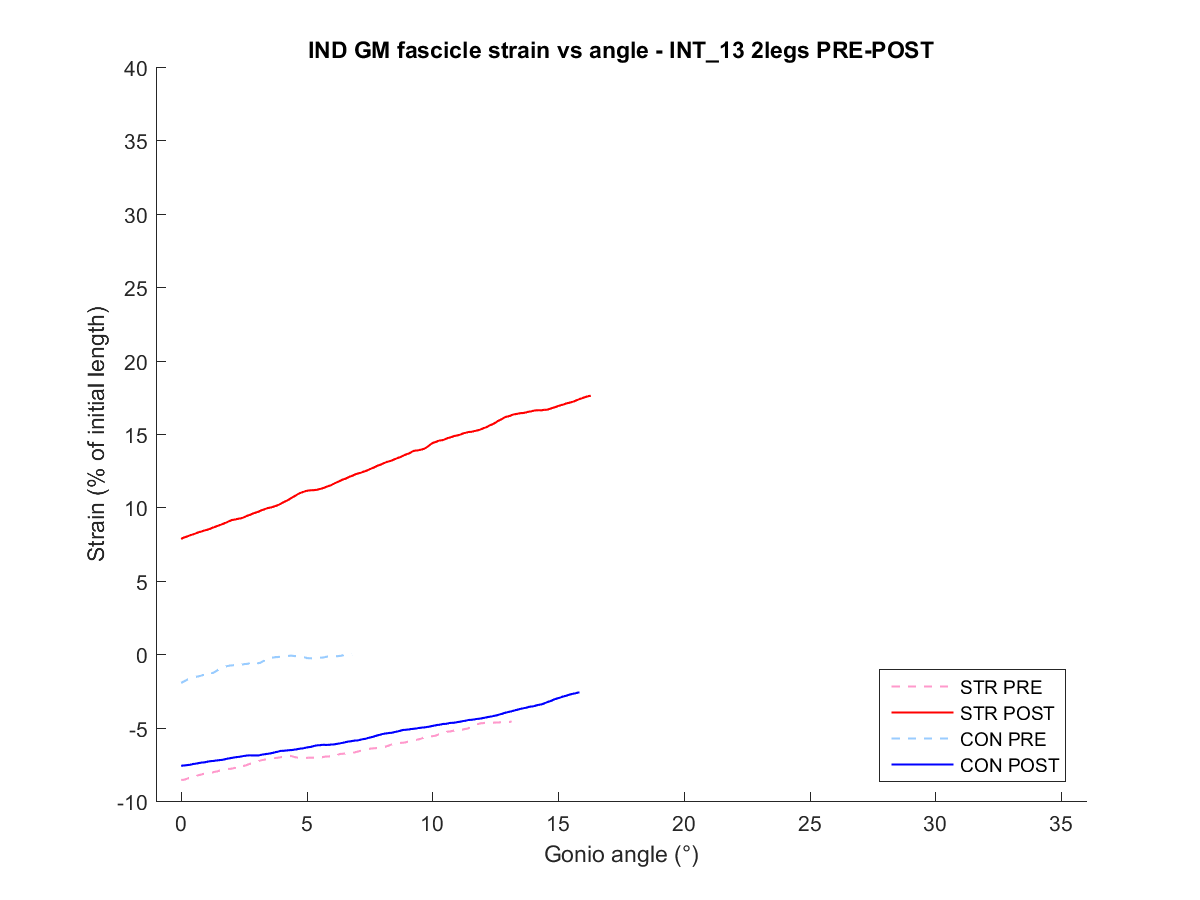 IND GM fascicle strain vs angle - INT_13 2legs PRE-POST
40
35
30
25
20
15
10
5
0
-5
-10
Strain (% of initial length)
0 5 10 15 20 25 30 35
Gonio angle (°)
STR PRE
STR POST
CON PRE
CON POST